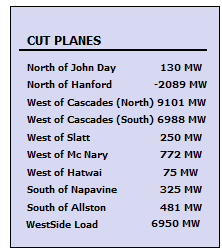 CUT PLANES
North of John Day 130 MW
North of Hanford -2089 MW
West of Cascades (North) 9101 MW
West of Cascades (South) 6988 MW
West of Slatt 250 MW
West of Mc Nary 772 MW
West of Hatwai 75 MW
South of Napavine 325 MW
South of Allston 481 MW
WestSide Load 6950 MW